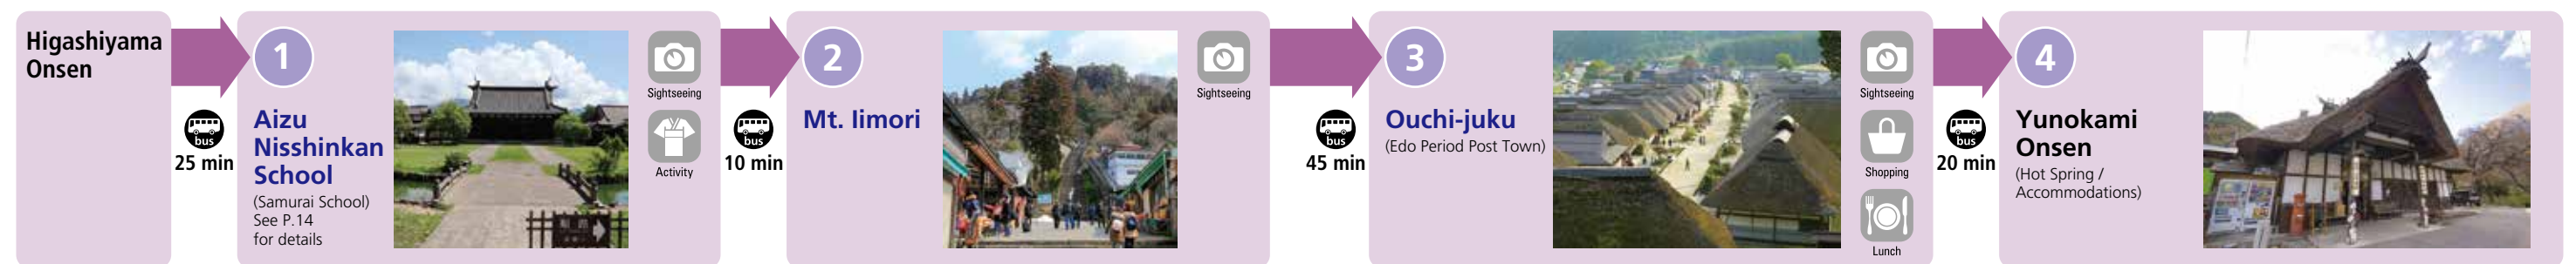 Higashiyama
Onsen
bus
25 min
1
Aizu
Nisshinkan
School
(Samurai School)
See P.14
for details
Sightseeing
Activity
bus
10 min
2
Mt. Iimori
Sightseeing
bus
45 min
3
Ouchi-juku
(Edo Period Post Town)
Sightseeing
Shopping
Lunch
bus
20 min
4
Yunokami
Onsen
(Hot Spring /
Accommodations)